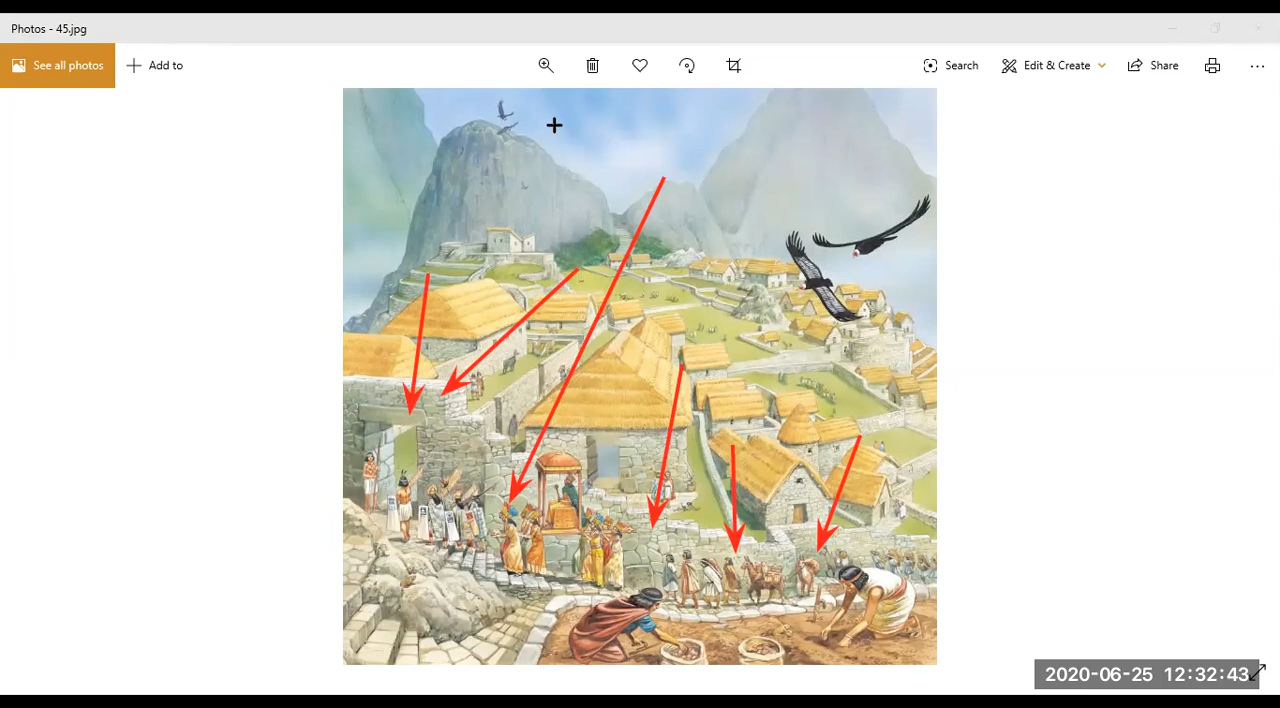 Photos - 45.jpg
See all photos
Add to
Search
Edit & Create
Share
2020-06-25 12:32:43